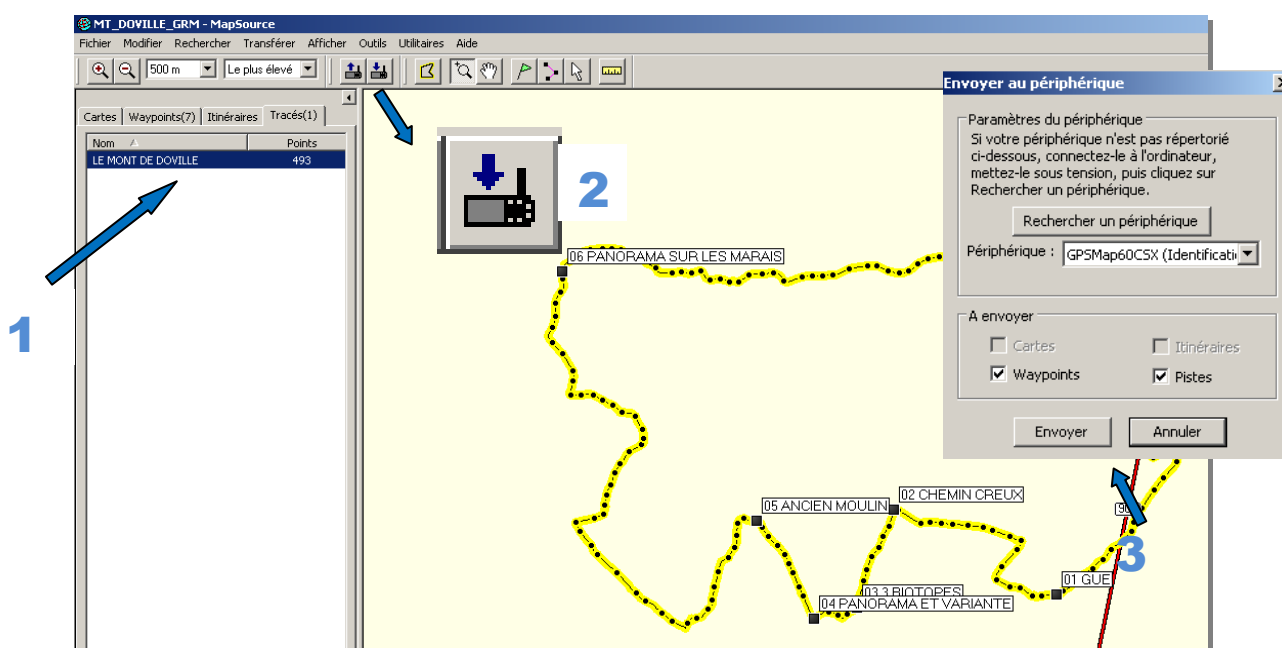 MT_DOVILLE_GRM - MapSource
Fichier Modifier Rechercher Transférer Afficher Outils Utilitaires Aide
500 m Le plus élevé
Cartes Waypoints(7) Itinéraires Tracés(1)
Nom Points
LE MONT DE DOVILLE 493
1
2
06 PANORAMA SUR LES MARAIS
05 ANCIEN MOULIN
02 CHEMIN CREUX
01 GUE
03 3 BIOTOPES
04 PANORAMA ET VARIANTE
3
Envoyer au périphérique
Paramètres du périphérique
Si votre périphérique n'est pas répertorié
ci-dessous, connectez-le à l'ordinateur,
mettez-le sous tension, puis cliquez sur
Rechercher un périphérique.
Rechercher un périphérique
Périphérique : GPSMap60CSX (Identificati
A envoyer
Cartes Itinéraires
Waypoints Pistes
Envoyer Annuler